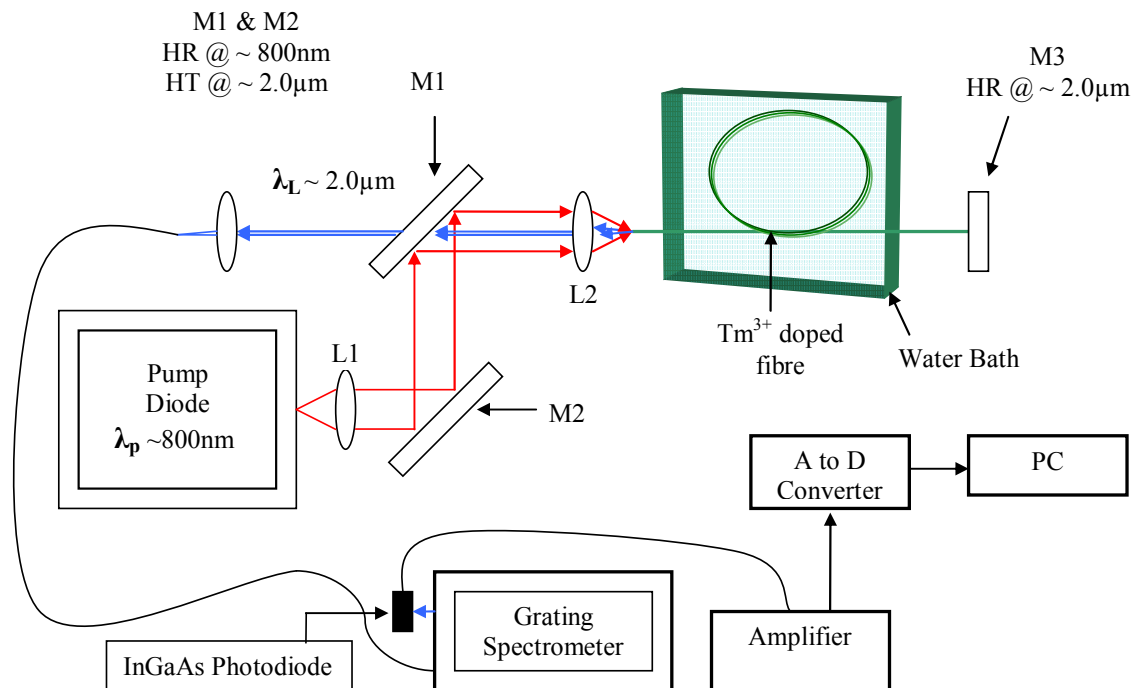 M1 & M2
HR @ ~ 800nm
HT @ ~ 2.0µm
M1
M3
HR @ ~ 2.0µm
λL ~ 2.0µm
L2
Tm3+ doped
fibre
Water Bath
L1
Pump
Diode
λp ~800nm
M2
A to D
Converter
PC
Grating
Spectrometer
Amplifier
InGaAs Photodiode